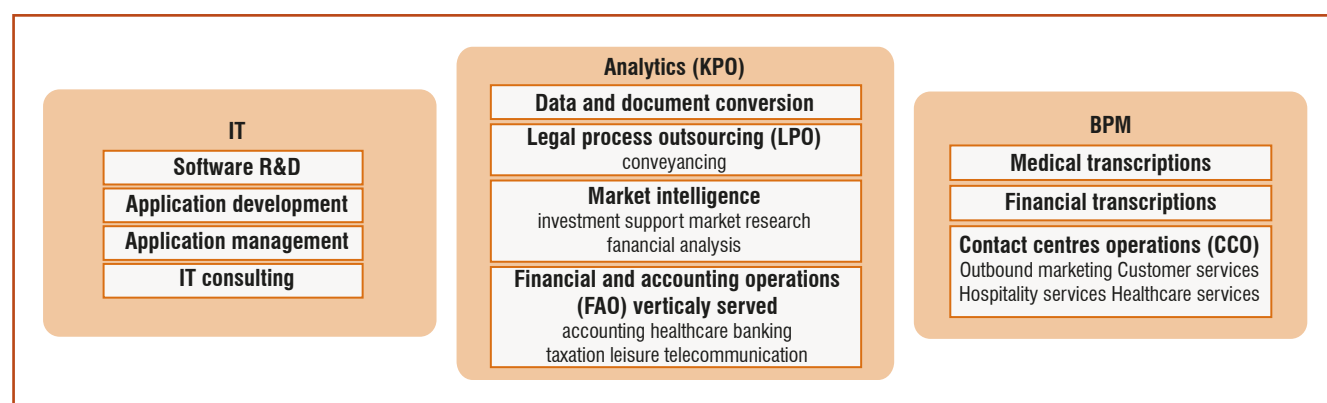 IT
Software R&D
Application development
Application management
IT consulting
Analytics (KPO)
Data and document conversion
Legal process outsourcing (LPO)
conveyancing
Market intelligence
investment support market research
fanancial analysis
Financial and accounting operations
(FAO) verticaly served
accounting healthcare banking
taxation leisure telecommunication
BPM
Medical transcriptions
Financial transcriptions
Contact centres operations (CCO)
Outbound marketing Customer services
Hospitality services Healthcare services